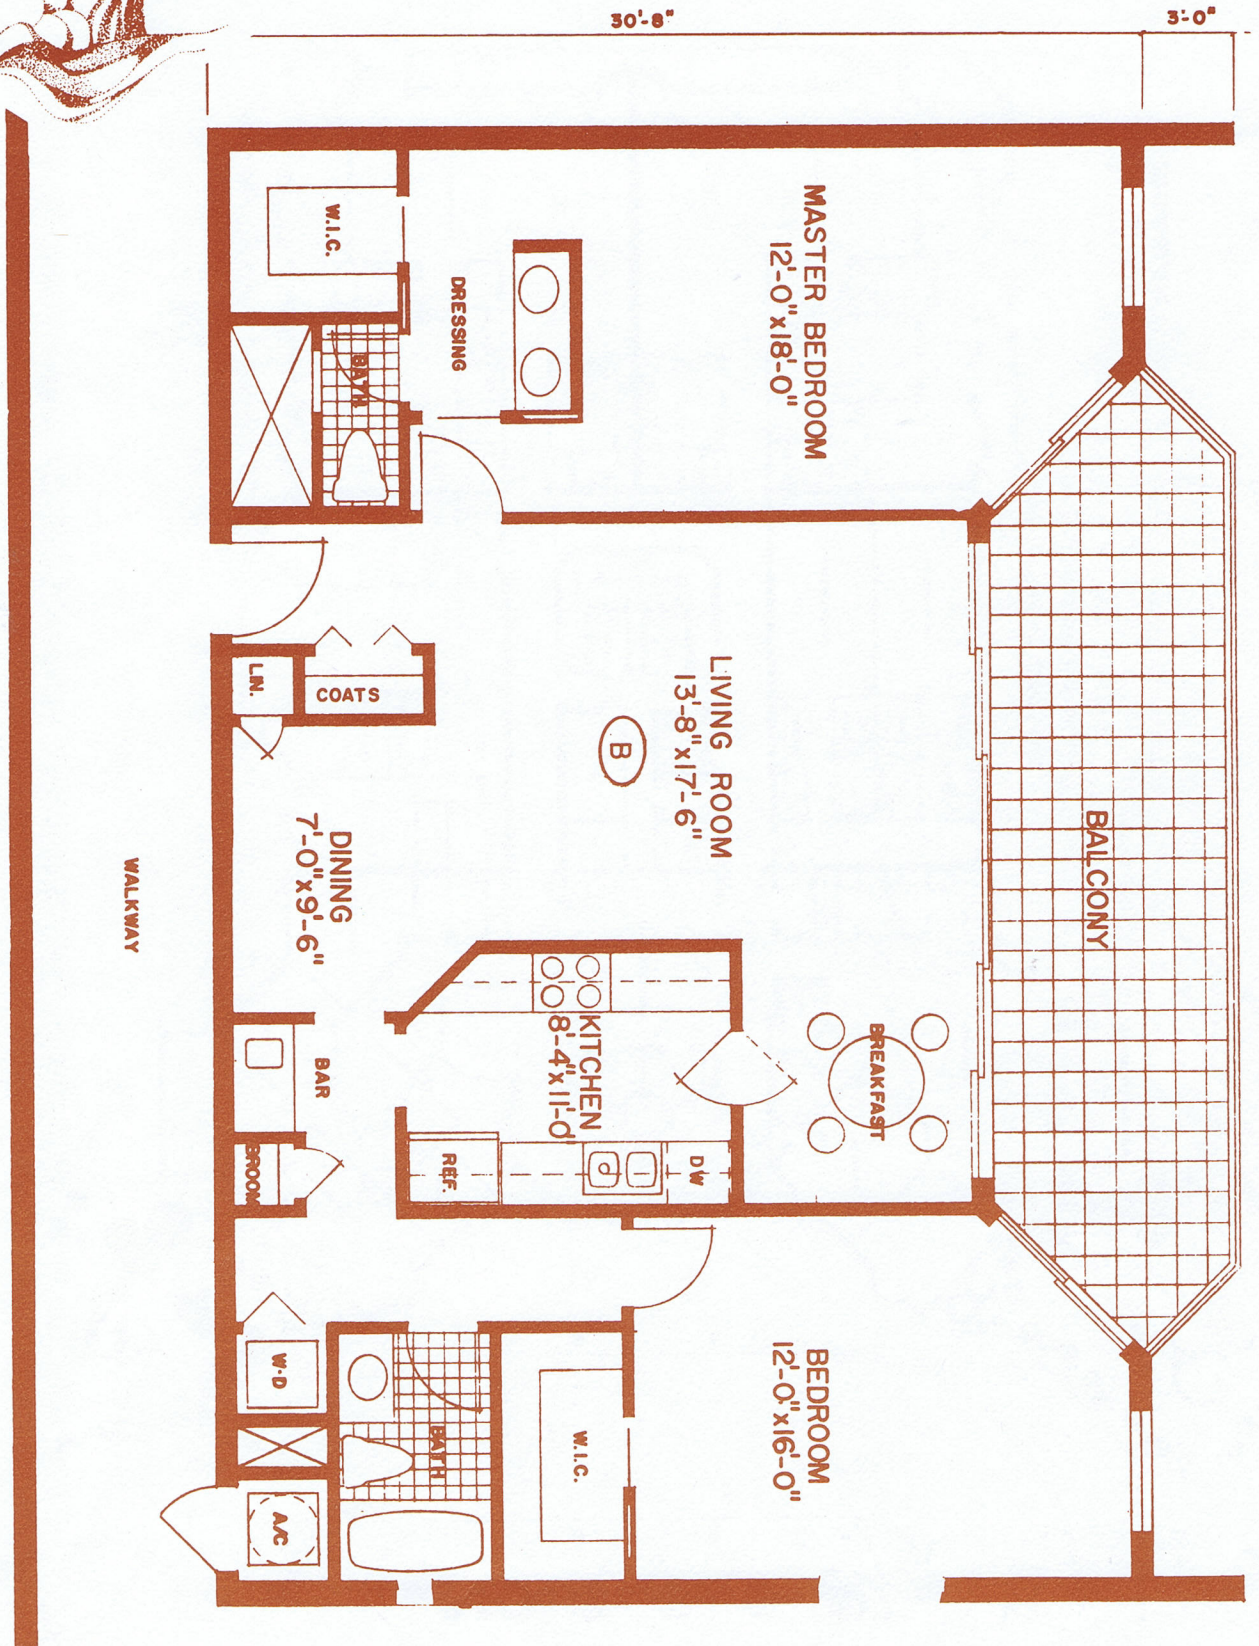 30'-8"
3'-0"
MASTER BEDROOM
12'-0"x18'-0"
W.I.C.
DRESSING
BATH
LIVING ROOM
13'-8"x17'-6"
B
COATS
LIN.
BALCONY
DINING
7'-0"x9'-6"
WALKWAY
KITCHEN
8'-4"x11'-0"
BREAKFAST
BAR
BROOM
REF.
DW
BEDROOM
12'-0"x16'-0"
W-D
BATH
W.I.C.
A/C